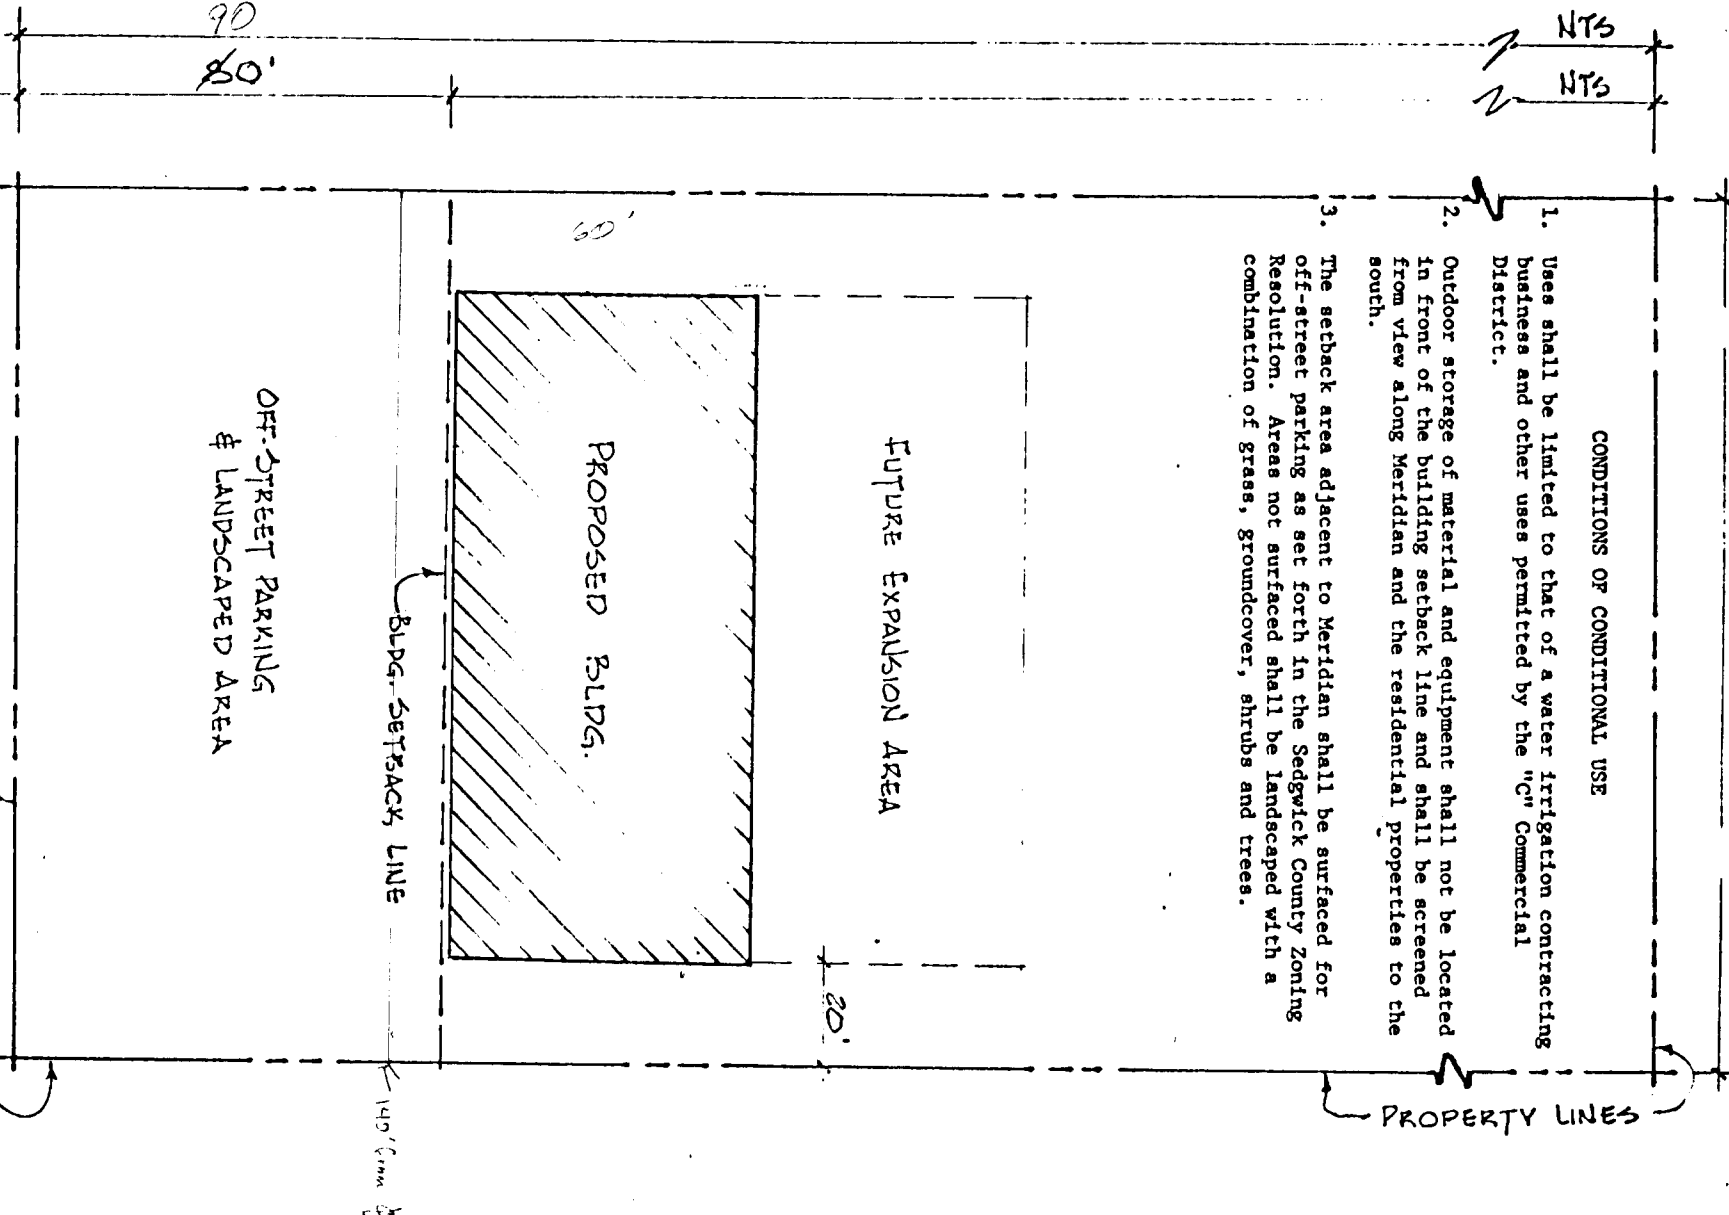 90
80'
NTS
NTS
CONDITIONS OF CONDITIONAL USE
1. Uses shall be limited to that of a water irrigation contracting
business and other uses permitted by the "C" Commercial
District.
2. Outdoor storage of material and equipment shall not be located
in front of the building setback line and shall be screened
from view along Meridian and the residential properties to the
south.
3. The setback area adjacent to Meridian shall be surfaced for
off-street parking as set forth in the Sedgwick County Zoning
Resolution. Areas not surfaced shall be landscaped with a
combination of grass, groundcover, shrubs and trees.
FUTURE EXPANSION AREA
60'
PROPOSED BLDG.
20'
BLDG. SETBACK LINE
OFF-STREET PARKING
& LANDSCAPED AREA
PROPERTY LINES
140' from